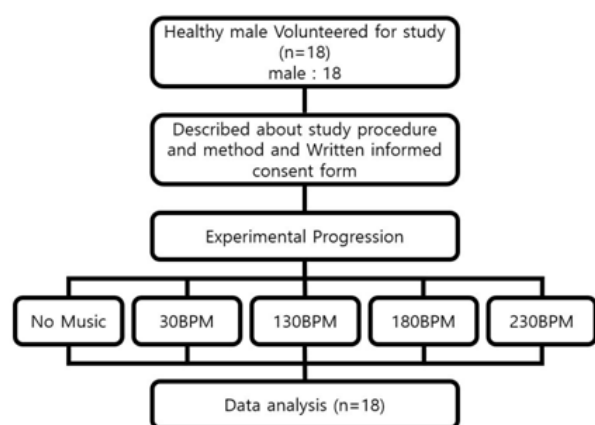 Healthy male Volunteered for study
(n=18)
male : 18
Described about study procedure
and method and Written informed
consent form
Experimental Progression
No Music
30BPM
130BPM
180BPM
230BPM
Data analysis (n=18)